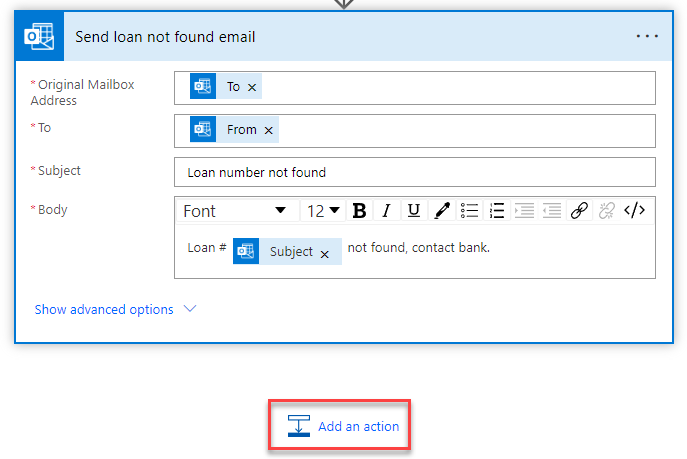 Send loan not found email
* Original Mailbox
Address
To ×
* To
From ×
* Subject
Loan number not found
* Body
Font 12 B I U </>
Loan # Subject × not found, contact bank.
Show advanced options
Add an action